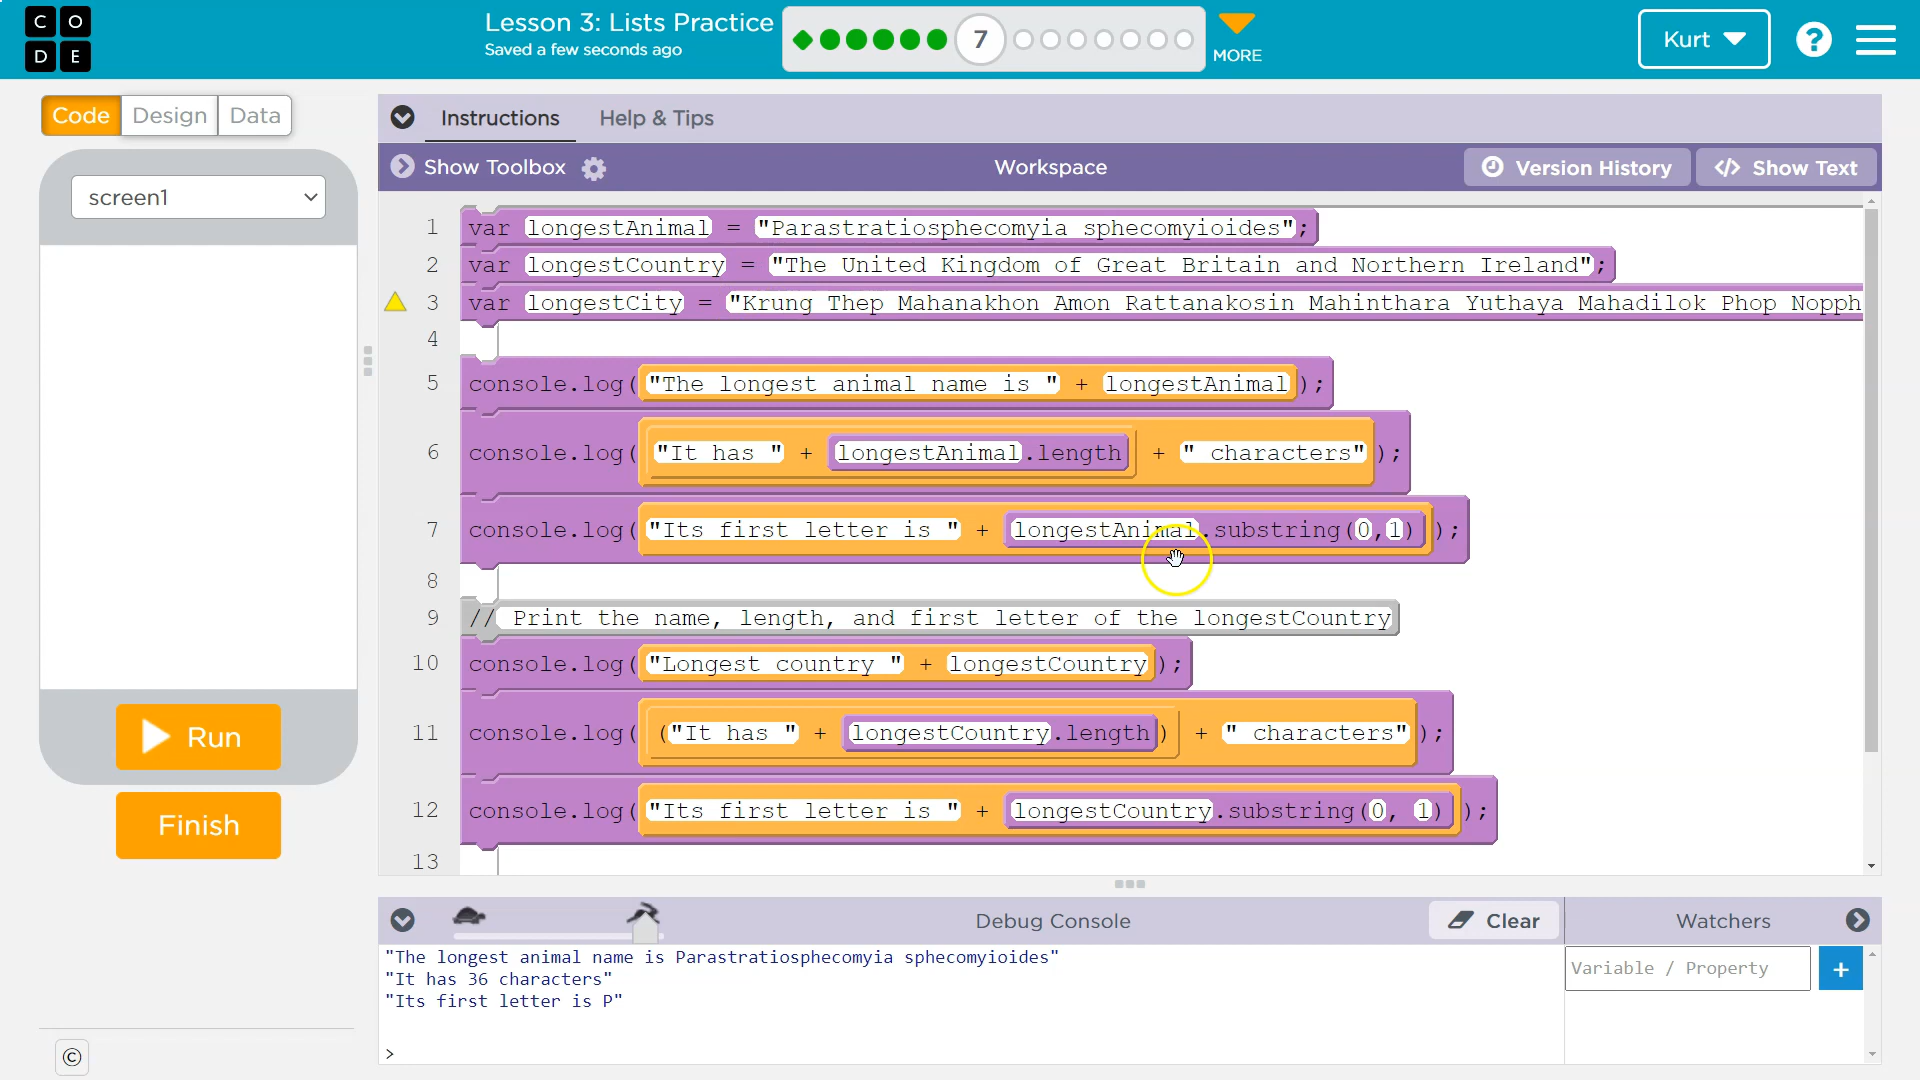 CODE
Lesson 3: Lists Practice
Saved a few seconds ago
7
MORE
Kurt
?
Code Design Data
Instructions Help & Tips
Show Toolbox
Workspace
Version History
</> Show Text
screen1
1 var longestAnimal = "Parastratiosphecomyia sphecomyioides";
2 var longestCountry = "The United Kingdom of Great Britain and Northern Ireland";
3 var longestCity = "Krung Thep Mahanakhon Amon Rattanakosin Mahinthara Yuthaya Mahadilok Phop Nopph
4
5 console.log("The longest animal name is " + longestAnimal);
6 console.log("It has " + longestAnimal.length + " characters");
7 console.log("Its first letter is " + longestAnimal.substring(0,1));
8
9 // Print the name, length, and first letter of the longestCountry
10 console.log("Longest country " + longestCountry);
11 console.log(("It has " + longestCountry.length) + " characters");
12 console.log("Its first letter is " + longestCountry.substring(0, 1));
13
Run
Finish
Debug Console
Clear
Watchers
"The longest animal name is Parastratiosphecomyia sphecomyioides"
"It has 36 characters"
"Its first letter is P"
>
Variable / Property
+
©